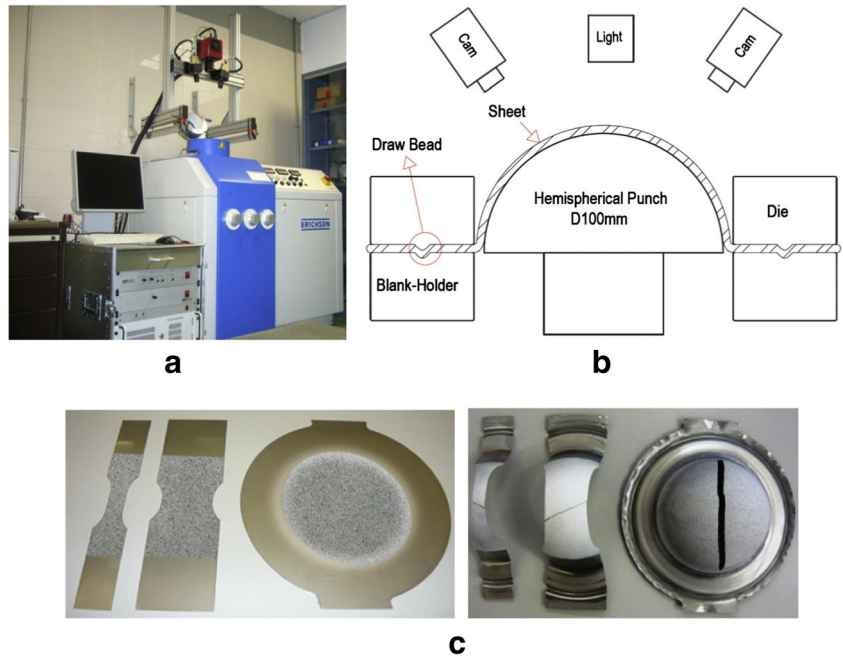 ERICHSEN
a
Cam
Light
Cam
Sheet
Draw Bead
Hemispherical Punch
D100mm
Die
Blank-Holder
b
c